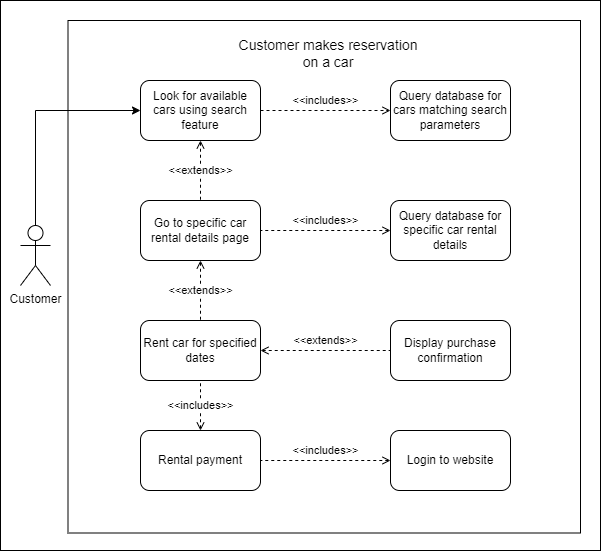 Customer makes reservation
on a car
Look for available
cars using search
feature
<<includes>>
Query database for
cars matching search
parameters
<<extends>>
Go to specific car
rental details page
<<includes>>
Query database for
specific car rental
details
Customer
<<extends>>
Rent car for specified
dates
<<extends>>
Display purchase
confirmation
<<includes>>
Rental payment
<<includes>>
Login to website